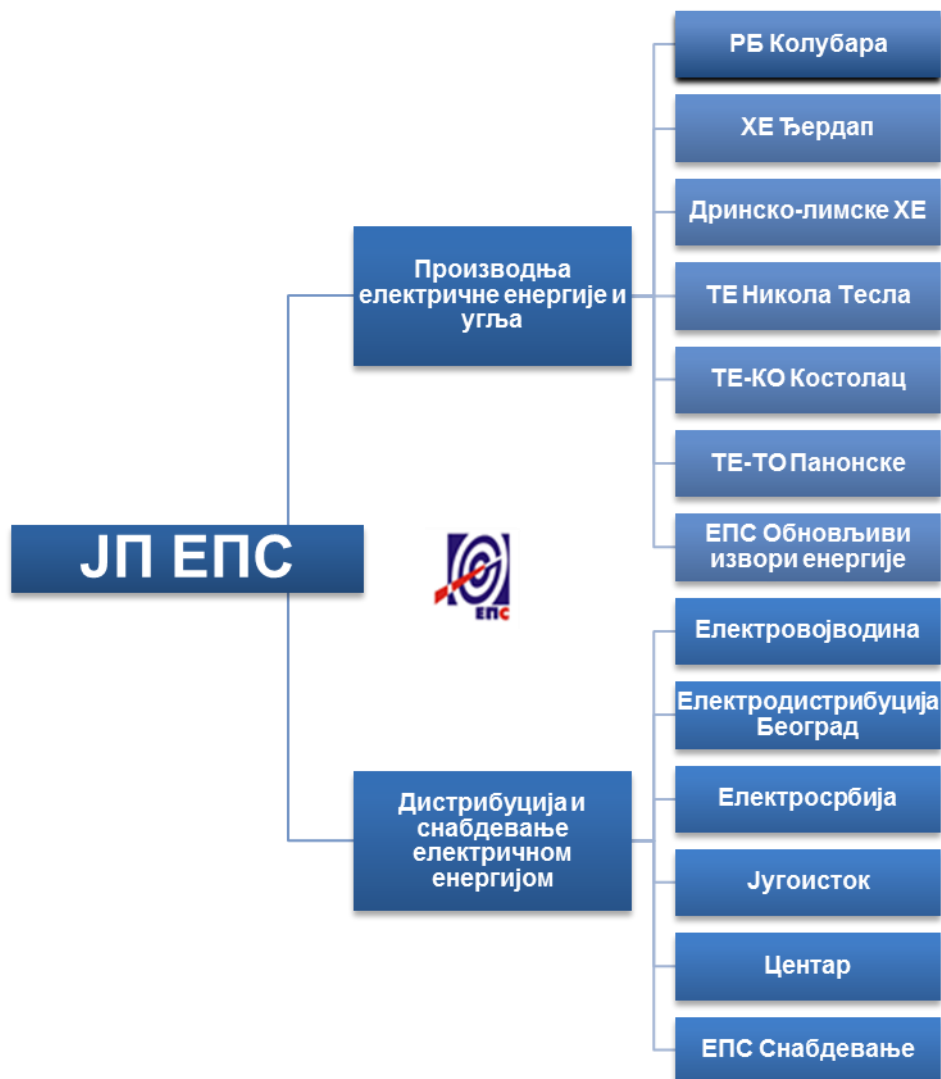 ЈП ЕПС
ЕПС
Производња
електричне енергије и
угља
РБ Колубара
ХЕ Ђердап
Дринско-лимске ХЕ
ТЕ Никола Тесла
ТЕ-КО Костолац
ТЕ-ТО Панонске
ЕПС Обновљиви
извори енергије
Дистрибуција и
снабдевање
електричном
енергијом
Електровојводина
Електродистрибуција
Београд
Електросрбија
Југоисток
Центар
ЕПС Снабдевање